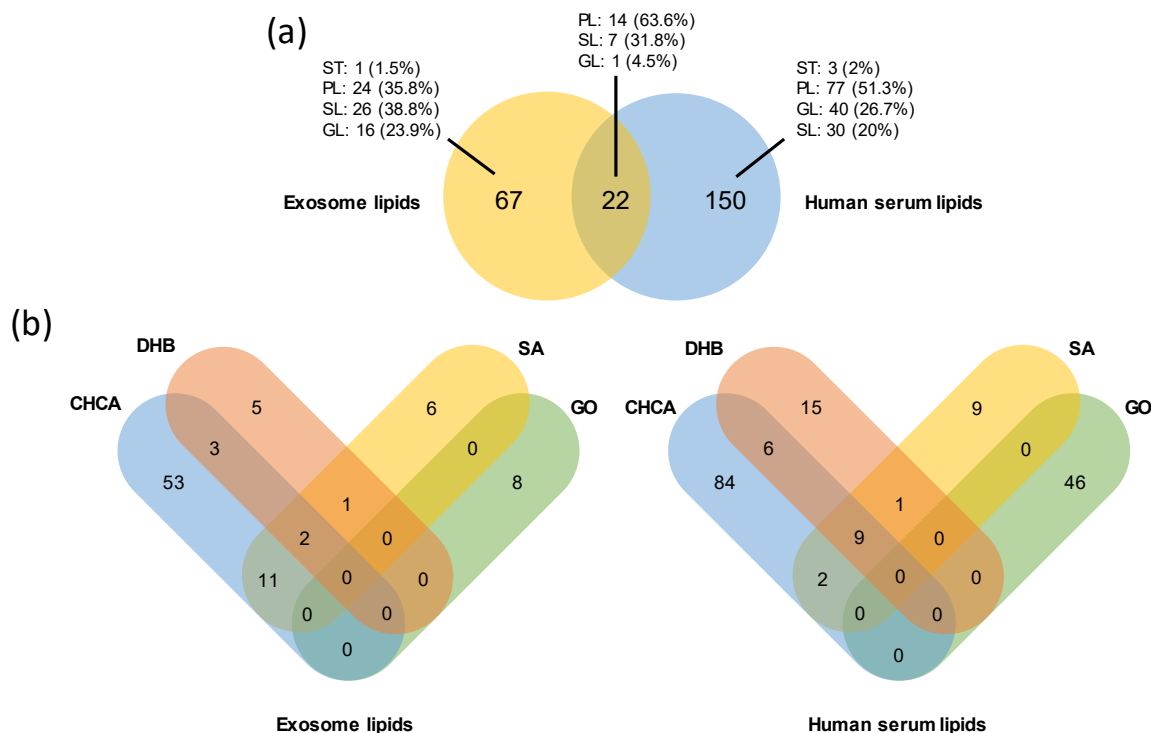 (a)
PL: 14 (63.6%)
SL: 7 (31.8%)
GL: 1 (4.5%)
ST: 1 (1.5%)
PL: 24 (35.8%)
SL: 26 (38.8%)
GL: 16 (23.9%)
ST: 3 (2%)
PL: 77 (51.3%)
GL: 40 (26.7%)
SL: 30 (20%)
Exosome lipids
67
22
150
Human serum lipids
(b)
DHB
SA
CHCA
GO
5
6
3
0
53
8
1
2
0
11
0
0
0
0
0
Exosome lipids
DHB
SA
CHCA
GO
15
9
6
0
84
46
1
9
0
2
0
0
0
0
0
Human serum lipids